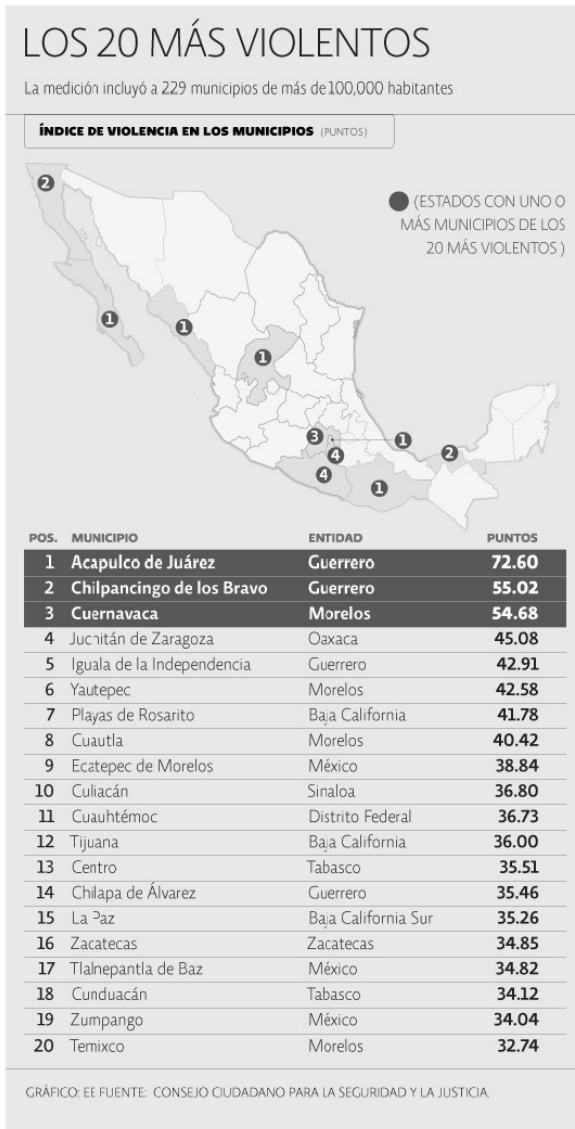 LOS 20 MÁS VIOLENTOS
La medición incluyó a 229 municipios de más de 100,000 habitantes
ÍNDICE DE VIOLENCIA EN LOS MUNICIPIOS (PUNTOS)
2
(ESTADOS CON UNO O
MÁS MUNICIPIOS DE LOS
20 MÁS VIOLENTOS )
1
1
1
3
1
4
2
4
1
POS. MUNICIPIO ENTIDAD PUNTOS
1 Acapulco de Juárez Guerrero 72.60
2 Chilpancingo de los Bravo Guerrero 55.02
3 Cuernavaca Morelos 54.68
4 Juchitán de Zaragoza Oaxaca 45.08
5 Iguala de la Independencia Guerrero 42.91
6 Yautepec Morelos 42.58
7 Playas de Rosarito Baja California 41.78
8 Cuautla Morelos 40.42
9 Ecatepec de Morelos México 38.84
10 Culiacán Sinaloa 36.80
11 Cuauhtémoc Distrito Federal 36.73
12 Tijuana Baja California 36.00
13 Centro Tabasco 35.51
14 Chilapa de Álvarez Guerrero 35.46
15 La Paz Baja California Sur 35.26
16 Zacatecas Zacatecas 34.85
17 Tlalnepantla de Baz México 34.82
18 Cunduacán Tabasco 34.12
19 Zumpango México 34.04
20 Temixco Morelos 32.74
GRÁFICO: EE FUENTE: CONSEJO CIUDADANO PARA LA SEGURIDAD Y LA JUSTICIA.